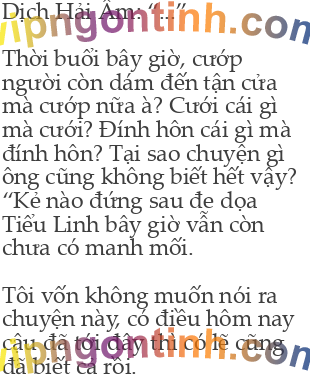 Dịch Hải Âm: “...”
vipngontinh.com
Thời buổi bây giờ, cướp
người còn dám đến tận cửa
mà cướp nữa à? Cưới cái gì
mà cưới? Đính hôn cái gì mà
đính hôn? Tại sao chuyện gì
ông cũng không biết hết vậy?
“Kẻ nào đứng sau đe dọa
Tiểu Linh bây giờ vẫn còn
chưa có manh mối.
Tôi vốn không muốn nói ra
chuyện này, có điều hôm nay
cậu đã tới đây thì có lẽ cũng
vipngontinh.com
đã biết cả rồi.